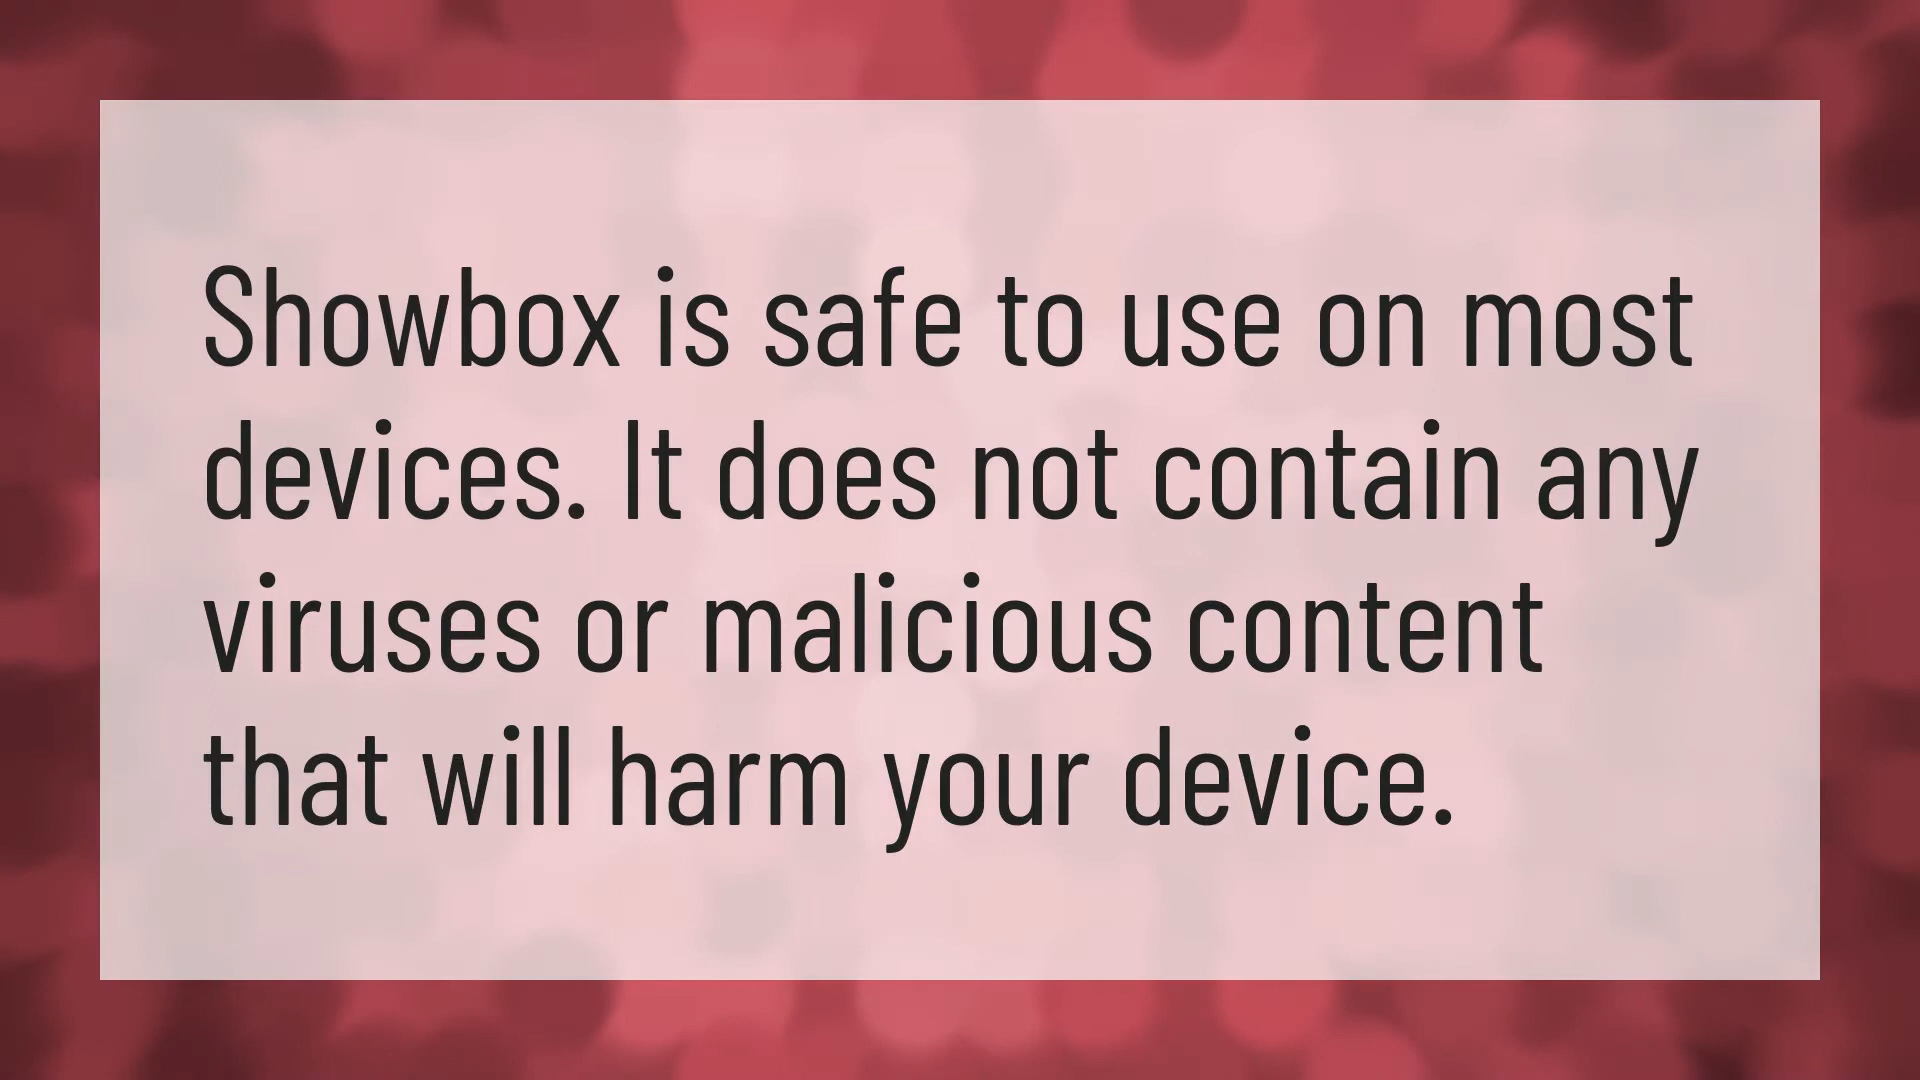 Showbox is safe to use on most
devices. It does not contain any
viruses or malicious content
that will harm your device.